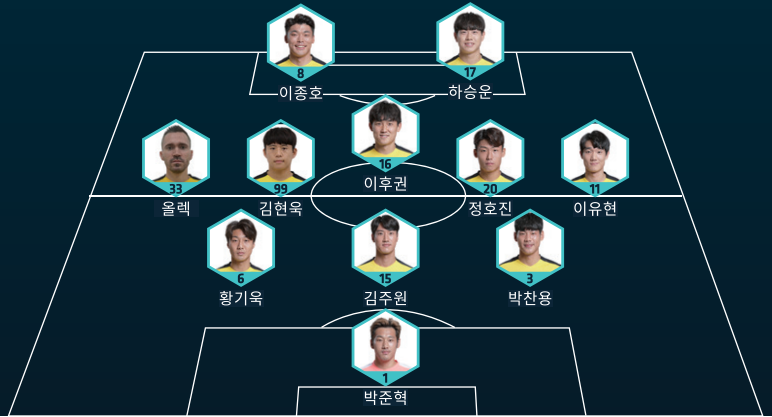 8
이종호
17
하승운
16
이후권
33
올렉
99
김현욱
20
정호진
11
이유현
6
황기욱
15
김주원
3
박찬용
1
박준혁